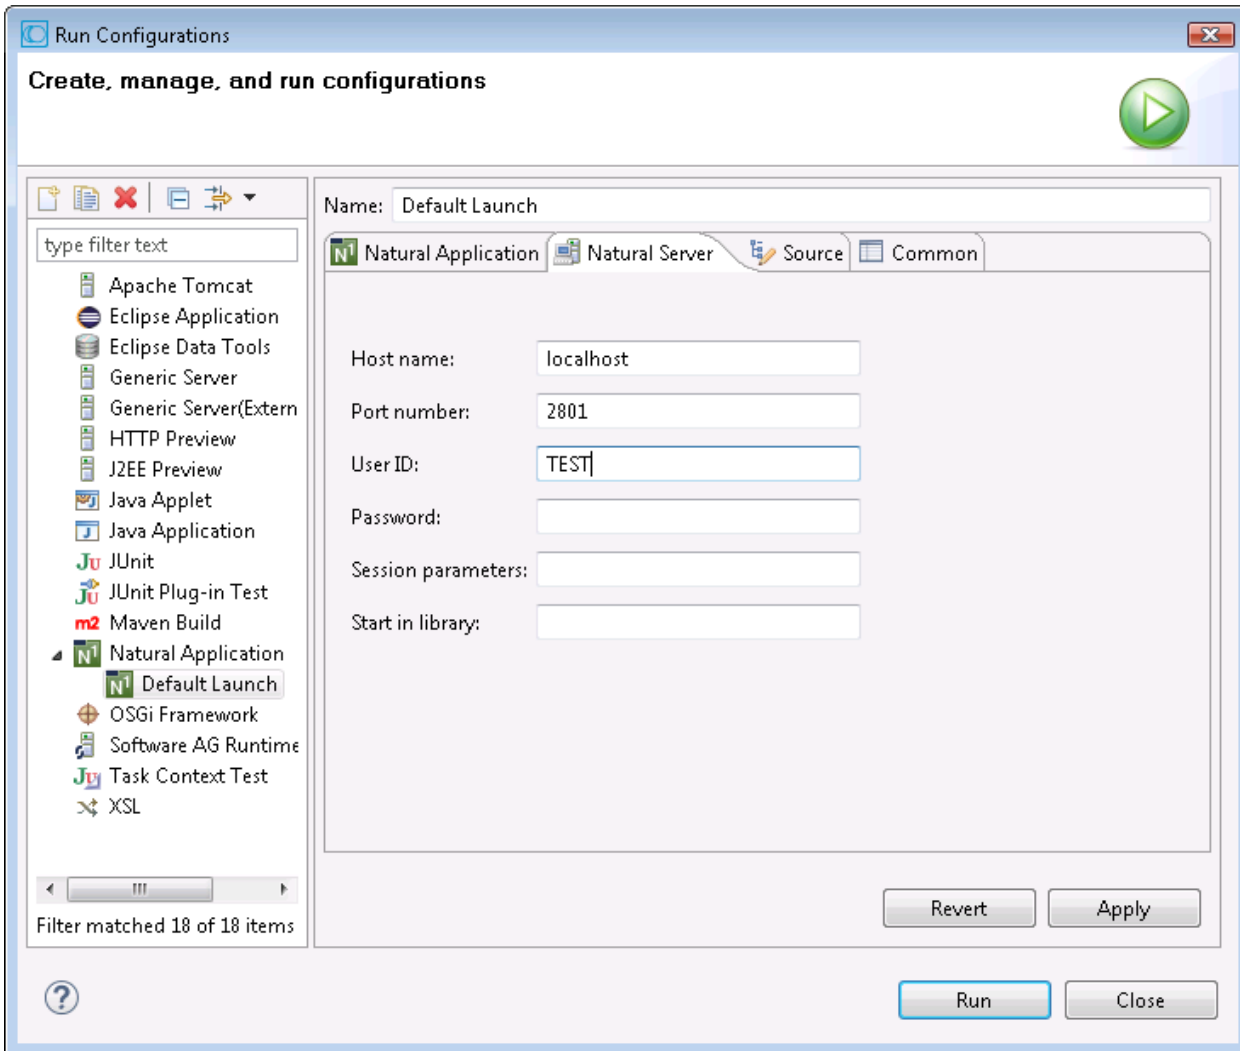 Run Configurations
Create, manage, and run configurations
type filter text
Apache Tomcat
Eclipse Application
Eclipse Data Tools
Generic Server
Generic Server(Extern
HTTP Preview
J2EE Preview
Java Applet
Java Application
JUnit
JUnit Plug-in Test
m2 Maven Build
Natural Application
Default Launch
OSGi Framework
Software AG Runtime
Task Context Test
XSL
Filter matched 18 of 18 items
Name: Default Launch
Natural Application Natural Server Source Common
Host name: localhost
Port number: 2801
User ID: TEST
Password:
Session parameters:
Start in library:
Revert Apply
Run Close